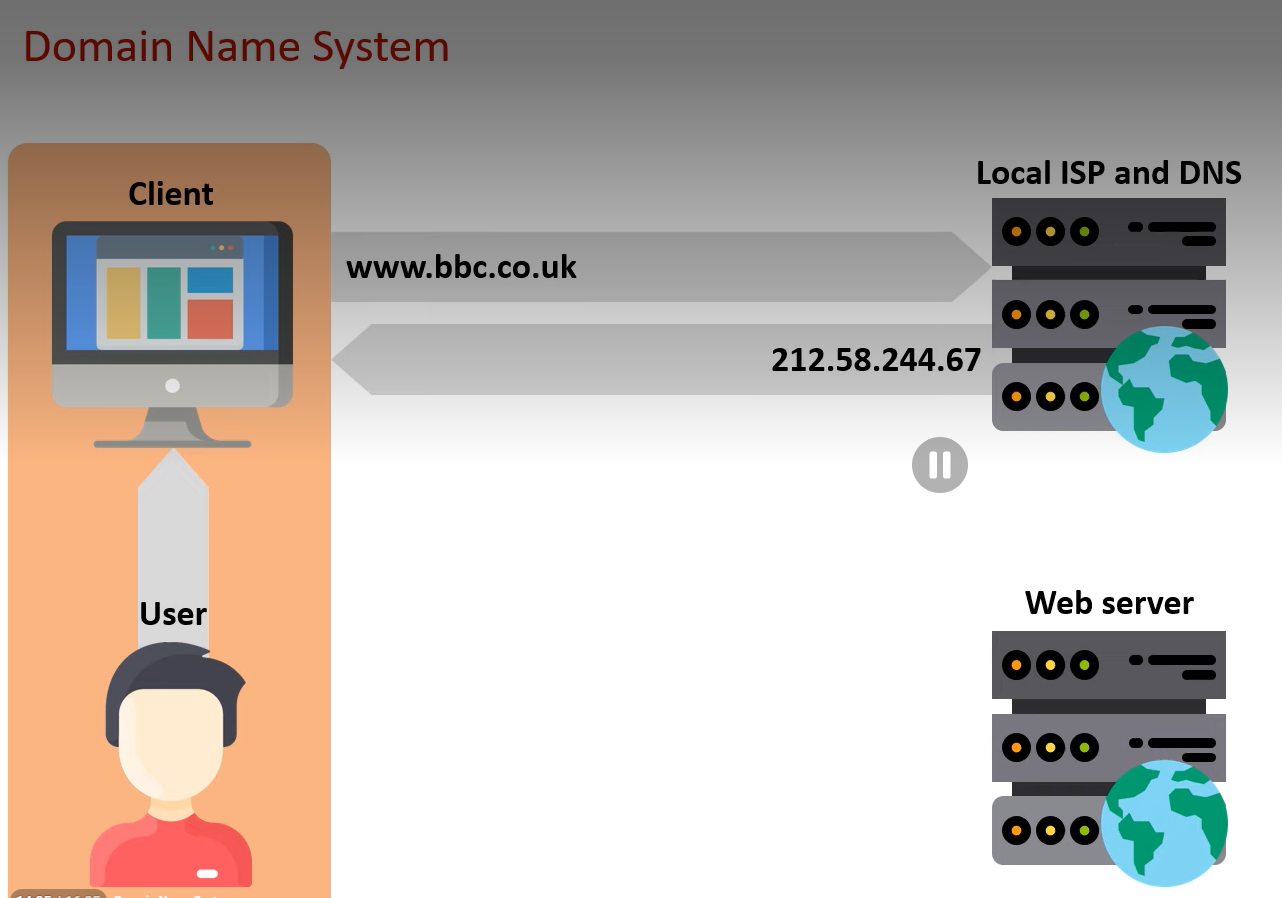 Domain Name System
Client
Local ISP and DNS
www.bbc.co.uk
212.58.244.67
User
Web server